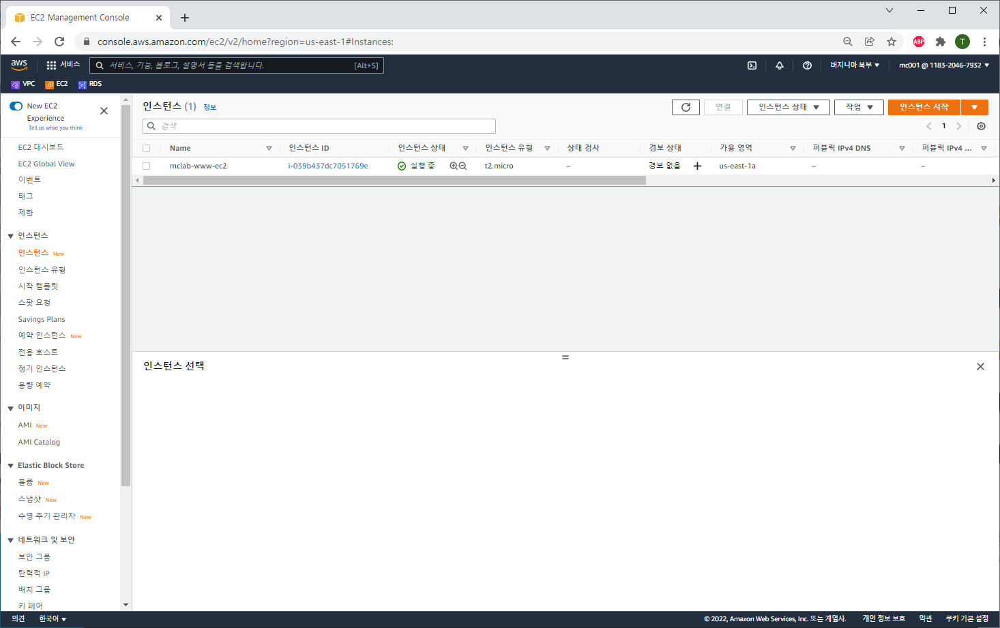 EC2 Management Console
console.aws.amazon.com/ec2/v2/home?region=us-east-1#Instances:
ABP
T
aws
서비스
서비스, 기능, 블로그, 설명서 등을 검색합니다.
[Alt+S]
버지니아 북부
mc001 @ 1183-2046-7932
VPC
EC2
RDS
New EC2
Experience
Tell us what you think
EC2 대시보드
EC2 Global View
이벤트
태그
제한
인스턴스
인스턴스 New
인스턴스 유형
시작 템플릿
스팟 요청
Savings Plans
예약 인스턴스 New
전용 호스트
정기 인스턴스
용량 예약
이미지
AMI New
AMI Catalog
Elastic Block Store
볼륨 New
스냅샷 New
수명 주기 관리자 New
네트워크 및 보안
보안 그룹
탄력적 IP
배치 그룹
키 페어
인스턴스 (1) 정보
연결
인스턴스 상태
작업
인스턴스 시작
검색
1
Name 인스턴스 ID 인스턴스 상태 인스턴스 유형 상태 검사 경보 상태 가용 영역 퍼블릭 IPv4 DNS 퍼블릭 IPv4 ...
mclab-www-ec2 i-039b437dc7051769e 실행 중 t2.micro – 경보 없음 + us-east-1a – –
인스턴스 선택
의견
한국어
© 2022, Amazon Web Services, Inc. 또는 계열사.
개인 정보 보호
약관
쿠키 기본 설정